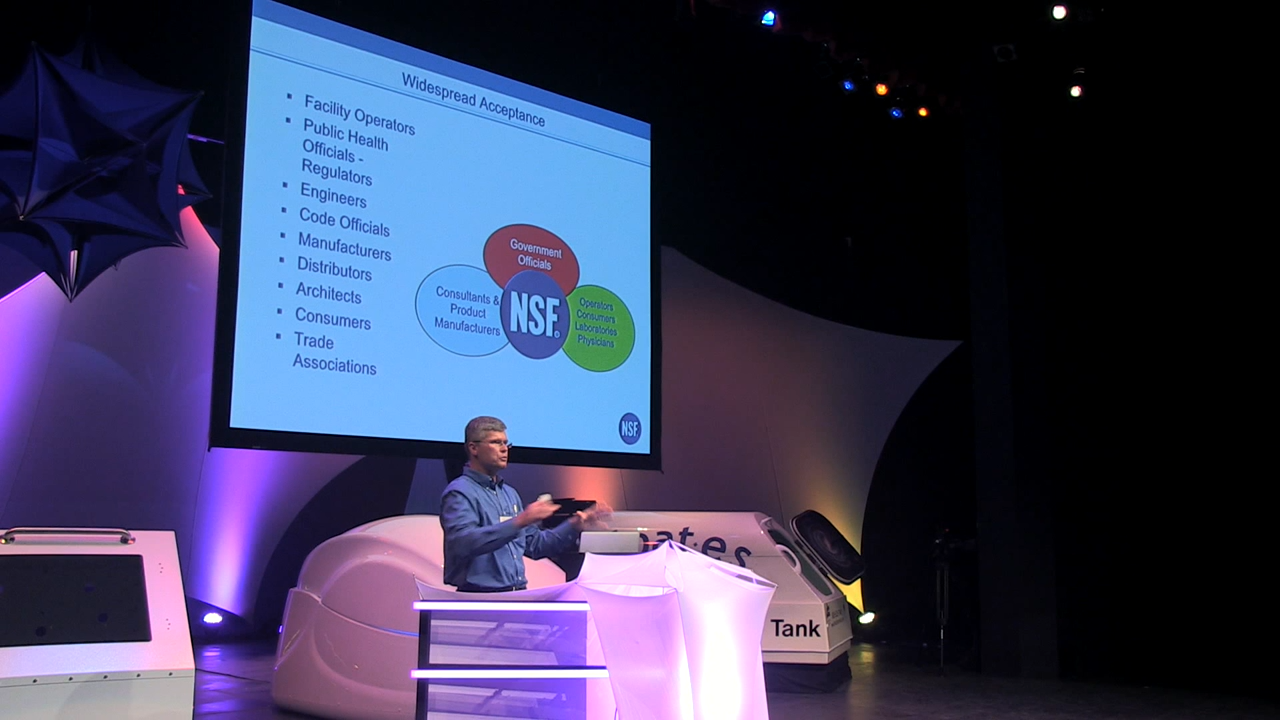 Widespread Acceptance
Facility Operators
Public Health
Officials -
Regulators
Engineers
Code Officials
Manufacturers
Distributors
Architects
Consumers
Trade
Associations
Government
Officials
Consultants &
Product
Manufacturers
NSF®
Operators
Consumers
Laboratories
Physicians
NSF
Tank